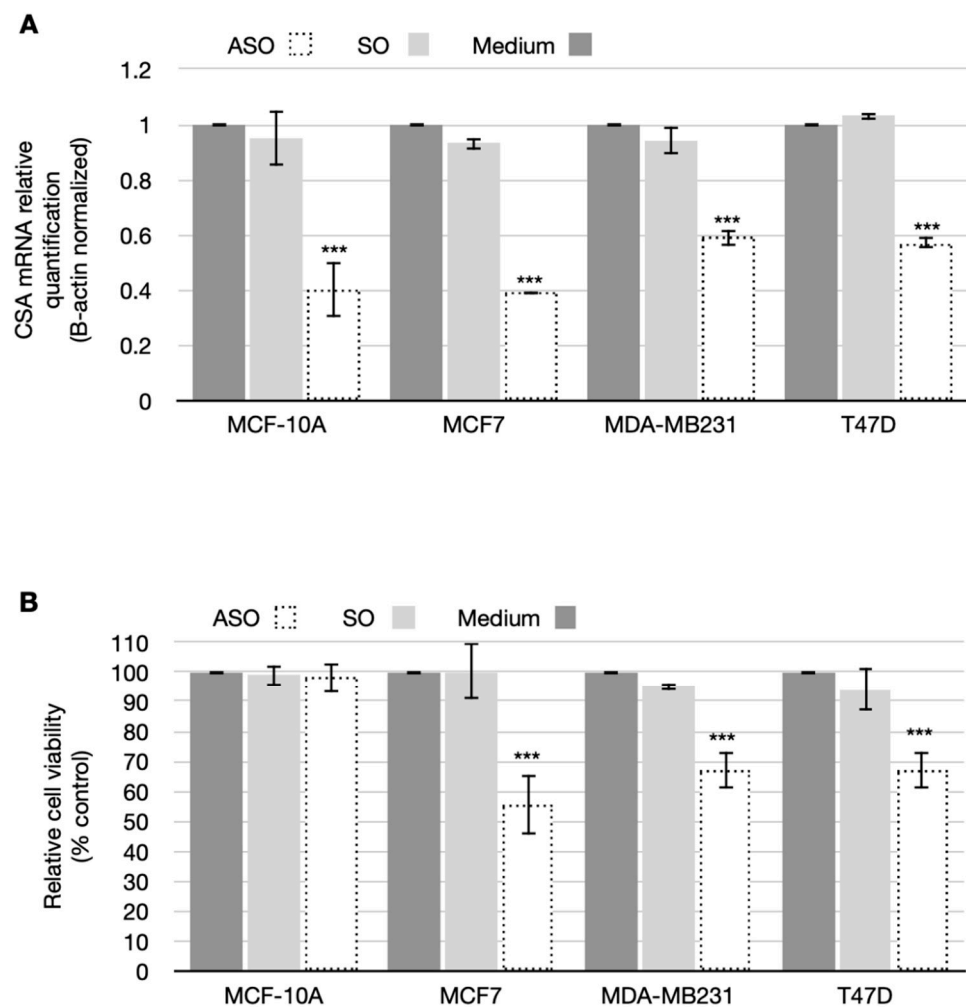 A
ASO SO Medium
CSA mRNA relative
quantification
(B-actin normalized)
1.2
1
0.8
0.6
0.4
0.2
0
***
***
***
***
MCF-10A MCF7 MDA-MB231 T47D
B
ASO SO Medium
Relative cell viability
(% control)
110
100
90
80
70
60
50
40
30
20
10
0
***
***
***
MCF-10A MCF7 MDA-MB231 T47D